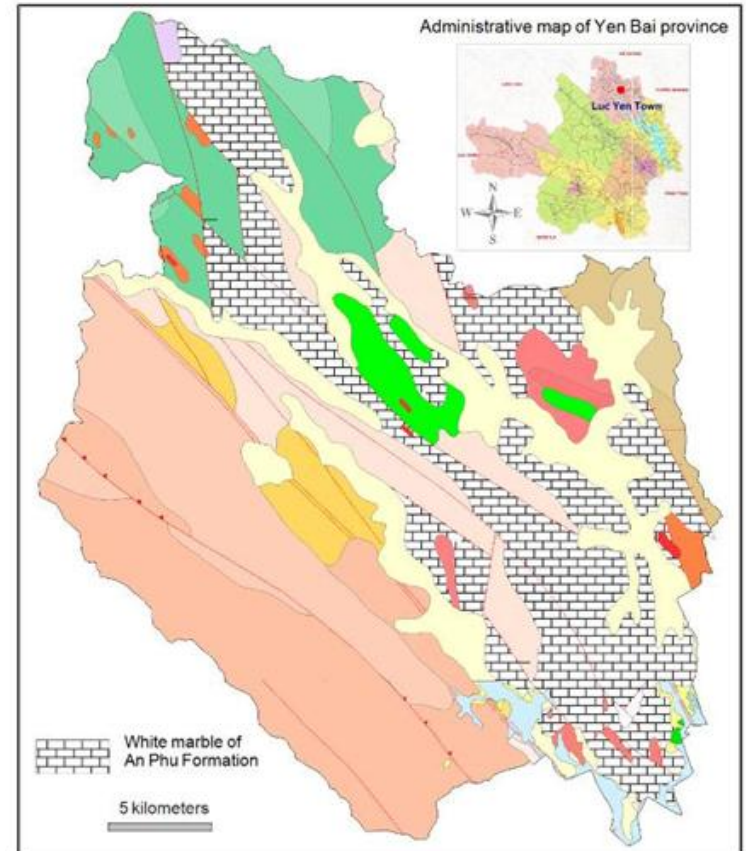 Administrative map of Yen Bai province
Luc Yen Town
N
W
E
S
White marble of
An Phu Formation
5 kilometers